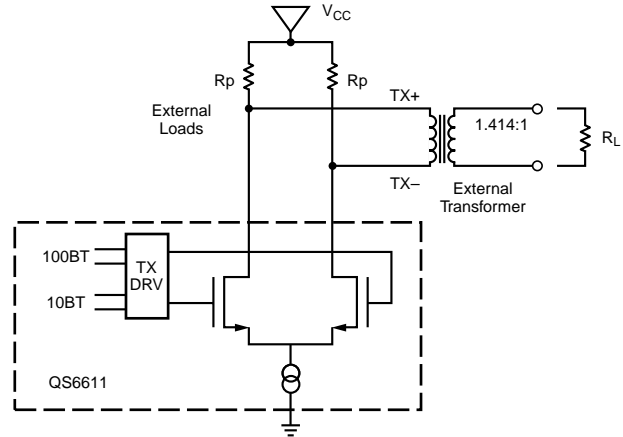 VCC
Rp
Rp
TX+
External
Loads
1.414:1
RL
TX–
External
Transformer
100BT
TX
DRV
10BT
QS6611